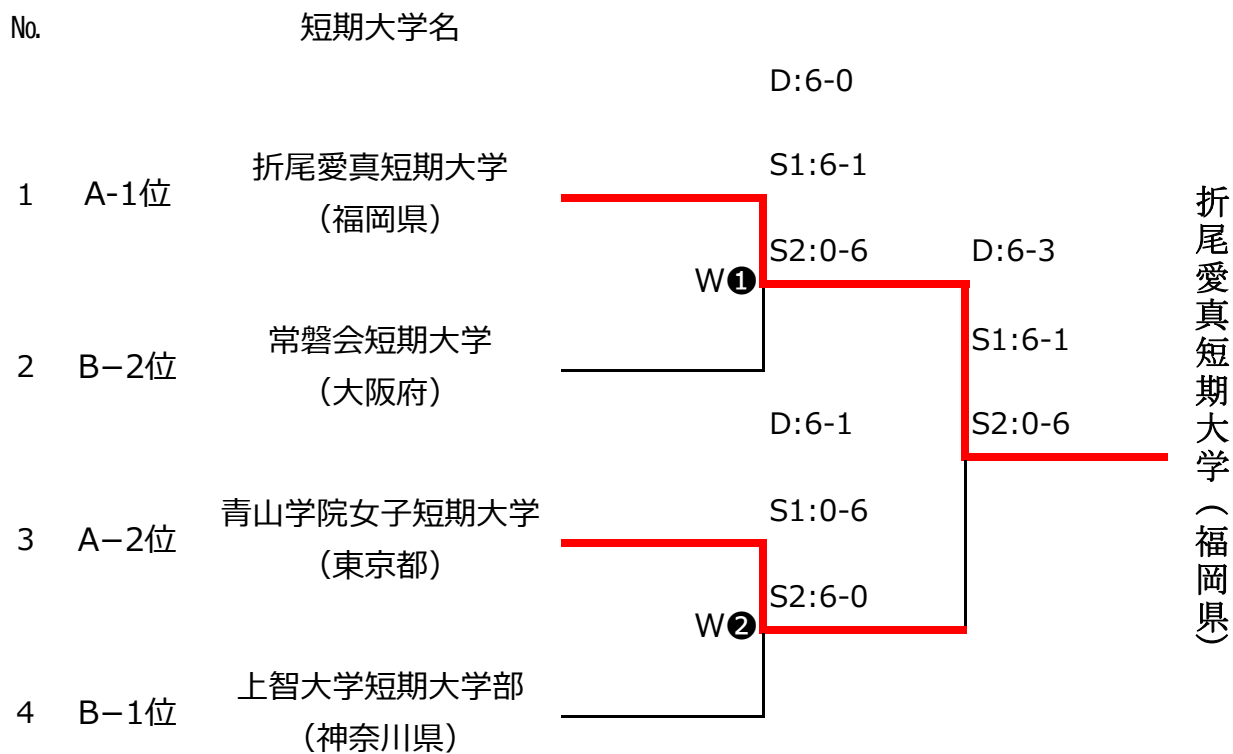 № 短期大学名
D:6-0
1 A-1位 折尾愛真短期大学 S1:6-1
（福岡県）
W❶ S2:0-6 D:6-3
2 B−2位 常磐会短期大学 S1:6-1
（大阪府）
D:6-1 S2:0-6
3 A−2位 青山学院女子短期大学 S1:0-6
（東京都）
W❷ S2:6-0
4 B−1位 上智大学短期大学部
（神奈川県）
折尾愛真短期大学（福岡県）